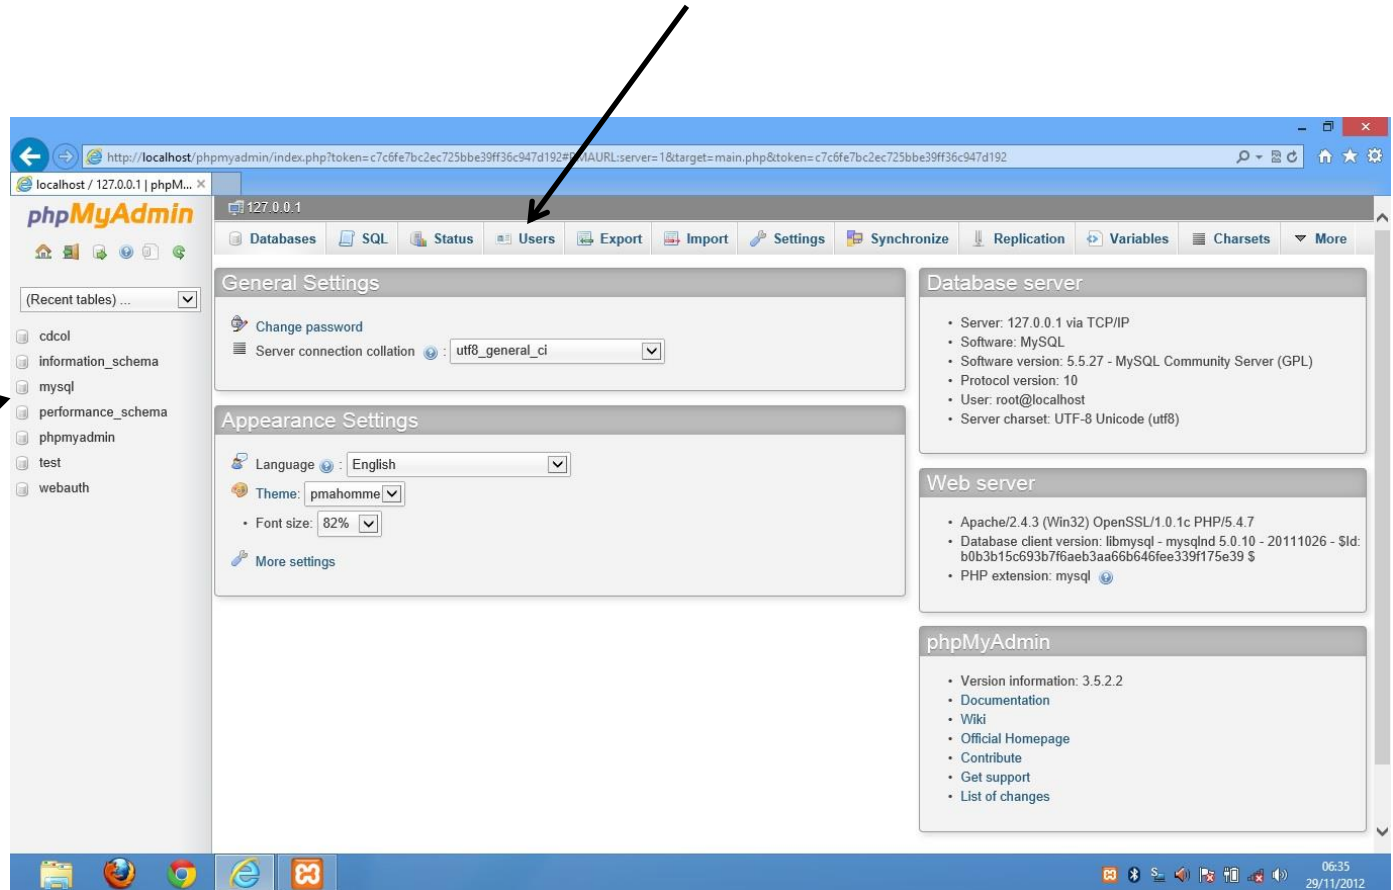 http://localhost/phpmyadmin/index.php?token=c7c6fe7bc2ec725bbe39ff36c947d192#PMAURL:server=1&target=main.php&token=c7c6fe7bc2ec725bbe39ff36c947d192
localhost / 127.0.0.1 | phpM...
phpMyAdmin
(Recent tables) ...
cdcol
information_schema
mysql
performance_schema
phpmyadmin
test
webauth
127.0.0.1
Databases SQL Status Users Export Import Settings Synchronize Replication Variables Charsets More
General Settings
Change password
Server connection collation : utf8_general_ci
Appearance Settings
Language : English
Theme: pmahomme
• Font size: 82%
More settings
Database server
• Server: 127.0.0.1 via TCP/IP
• Software: MySQL
• Software version: 5.5.27 - MySQL Community Server (GPL)
• Protocol version: 10
• User: root@localhost
• Server charset: UTF-8 Unicode (utf8)
Web server
• Apache/2.4.3 (Win32) OpenSSL/1.0.1c PHP/5.4.7
• Database client version: libmysql - mysqlnd 5.0.10 - 20111026 - $Id:
b0b3b15c693b7f6aeb3aa66b646fee339f175e39 $
• PHP extension: mysql
phpMyAdmin
• Version information: 3.5.2.2
• Documentation
• Wiki
• Official Homepage
• Contribute
• Get support
• List of changes
06:35
29/11/2012